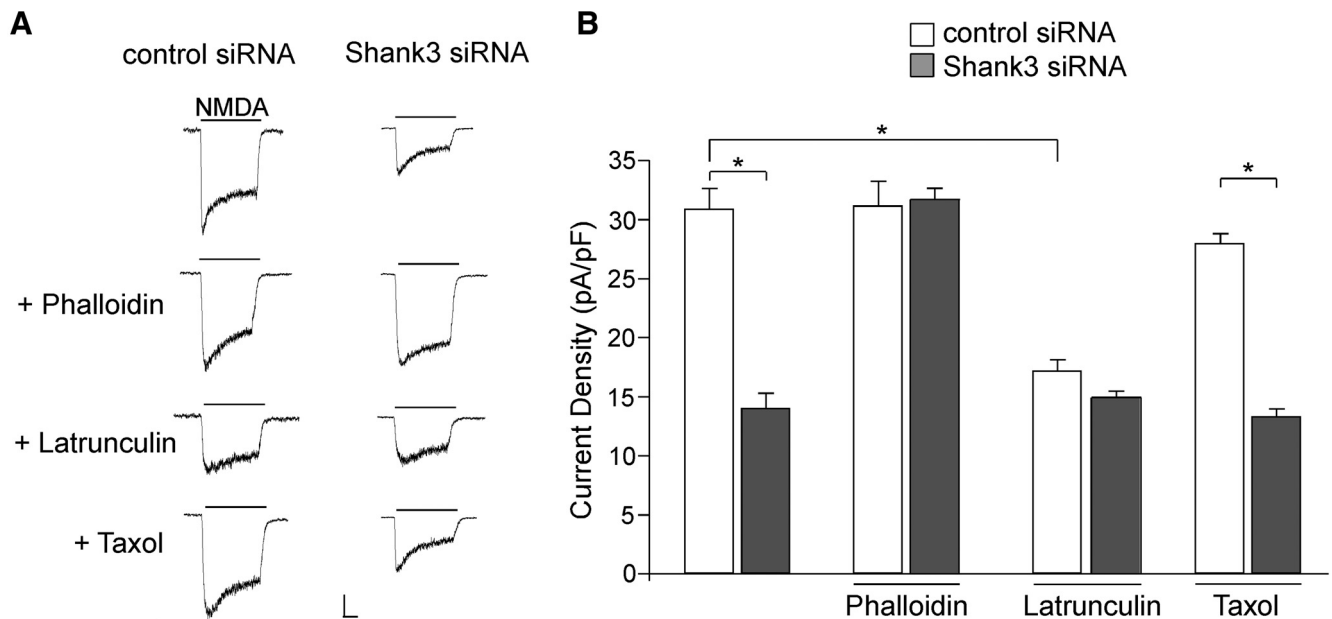 A
control siRNA
Shank3 siRNA
NMDA
+ Phalloidin
+ Latrunculin
+ Taxol
B
control siRNA
Shank3 siRNA
*
*
*
Current Density (pA/pF)
35
30
25
20
15
10
5
0
Phalloidin
Latrunculin
Taxol